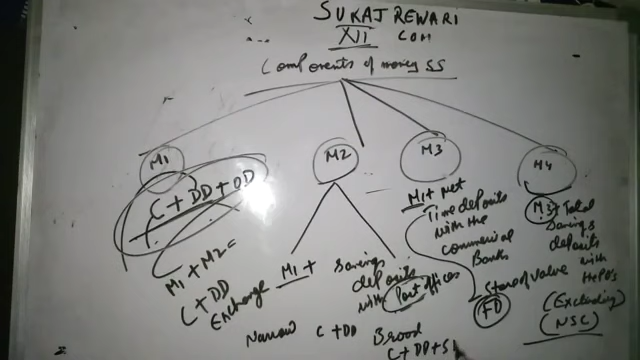 SUKAJREWARI
XII COM
Components of money SS
M1
M2
M3
M4
C + DD + OD
M1 + M2 =
C + DD
Exchange
M1 +
Savings
deposits
with Post offices
Narrow C + DD Broad
C + DD + S
M1 + Net
Time deposits
with the
commercial
Banks
FD
Store of value
M3 + Total
Savings
deposits
with
(Excluding)
(NSC)